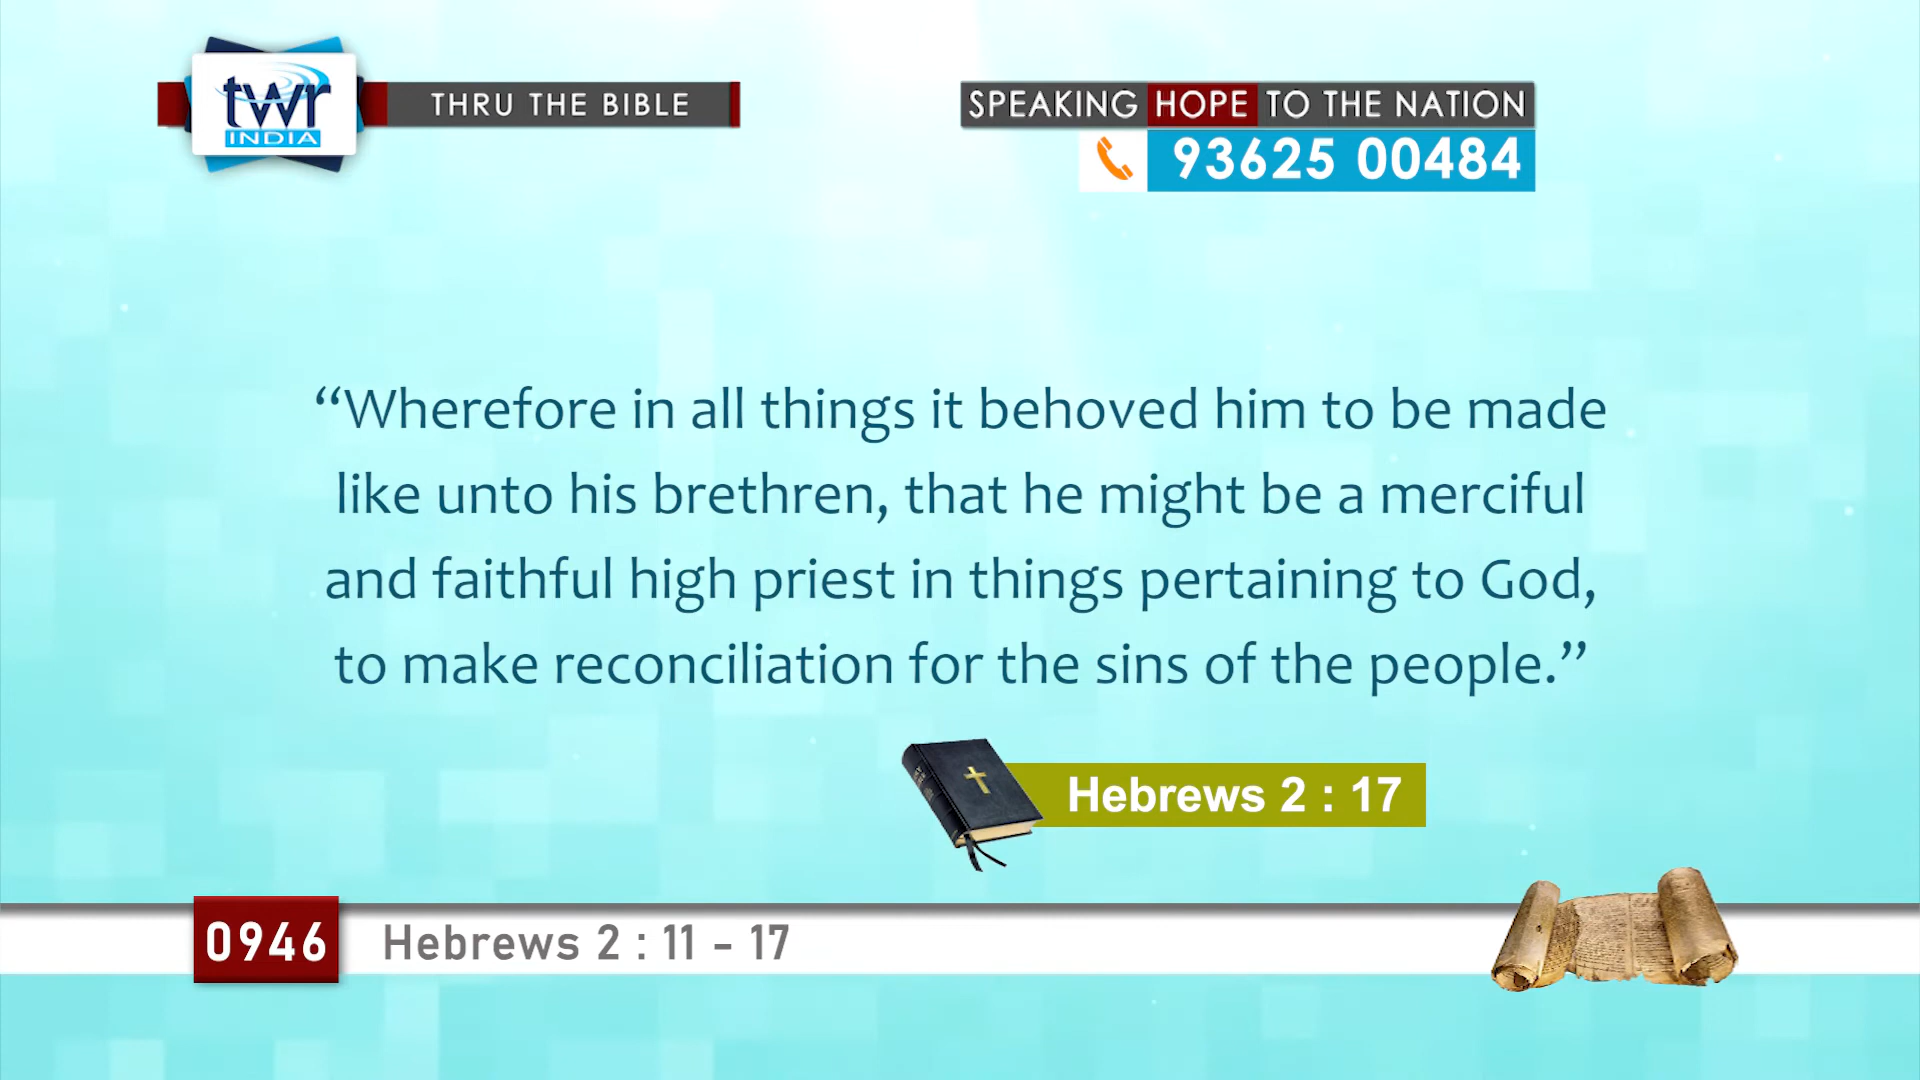 twr
INDIA
THRU THE BIBLE
SPEAKING HOPE TO THE NATION
93625 00484
“Wherefore in all things it behoved him to be made
like unto his brethren, that he might be a merciful
and faithful high priest in things pertaining to God,
to make reconciliation for the sins of the people.”
Hebrews 2 : 17
0946
Hebrews 2 : 11 - 17